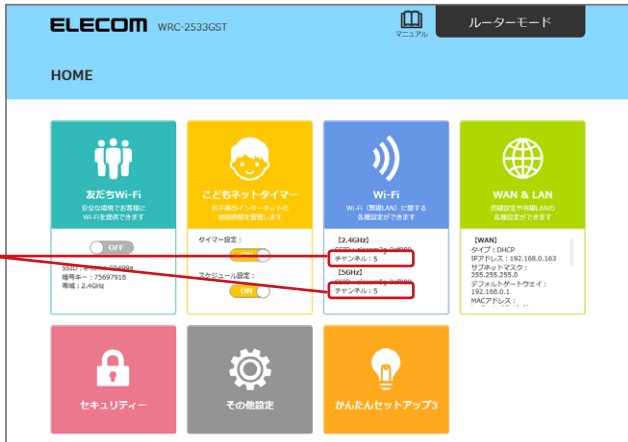 ELECOM WRC-2533GST
マニュアル
ルーターモード
HOME
友だちWi-Fi
安全な環境でお客様に
Wi-Fiを提供できます
OFF
暗号キー：75697918
帯域：2.4GHz
こどもネットタイマー
お子様のインターネットの
接続時間を管理します
タイマー設定：
ON
スケジュール設定：
ON
Wi-Fi
Wi-Fi（無線LAN）に関する
各種設定ができます
【2.4GHz】
チャンネル：5
【5GHz】
チャンネル：5
WAN & LAN
回線設定や有線LANの
各種設定ができます
【WAN】
タイプ：DHCP
IPアドレス：192.168.0.163
サブネットマスク：
255.255.255.0
デフォルトゲートウェイ：
192.168.0.1
MACアドレス：
セキュリティー
その他設定
かんたんセットアップ3